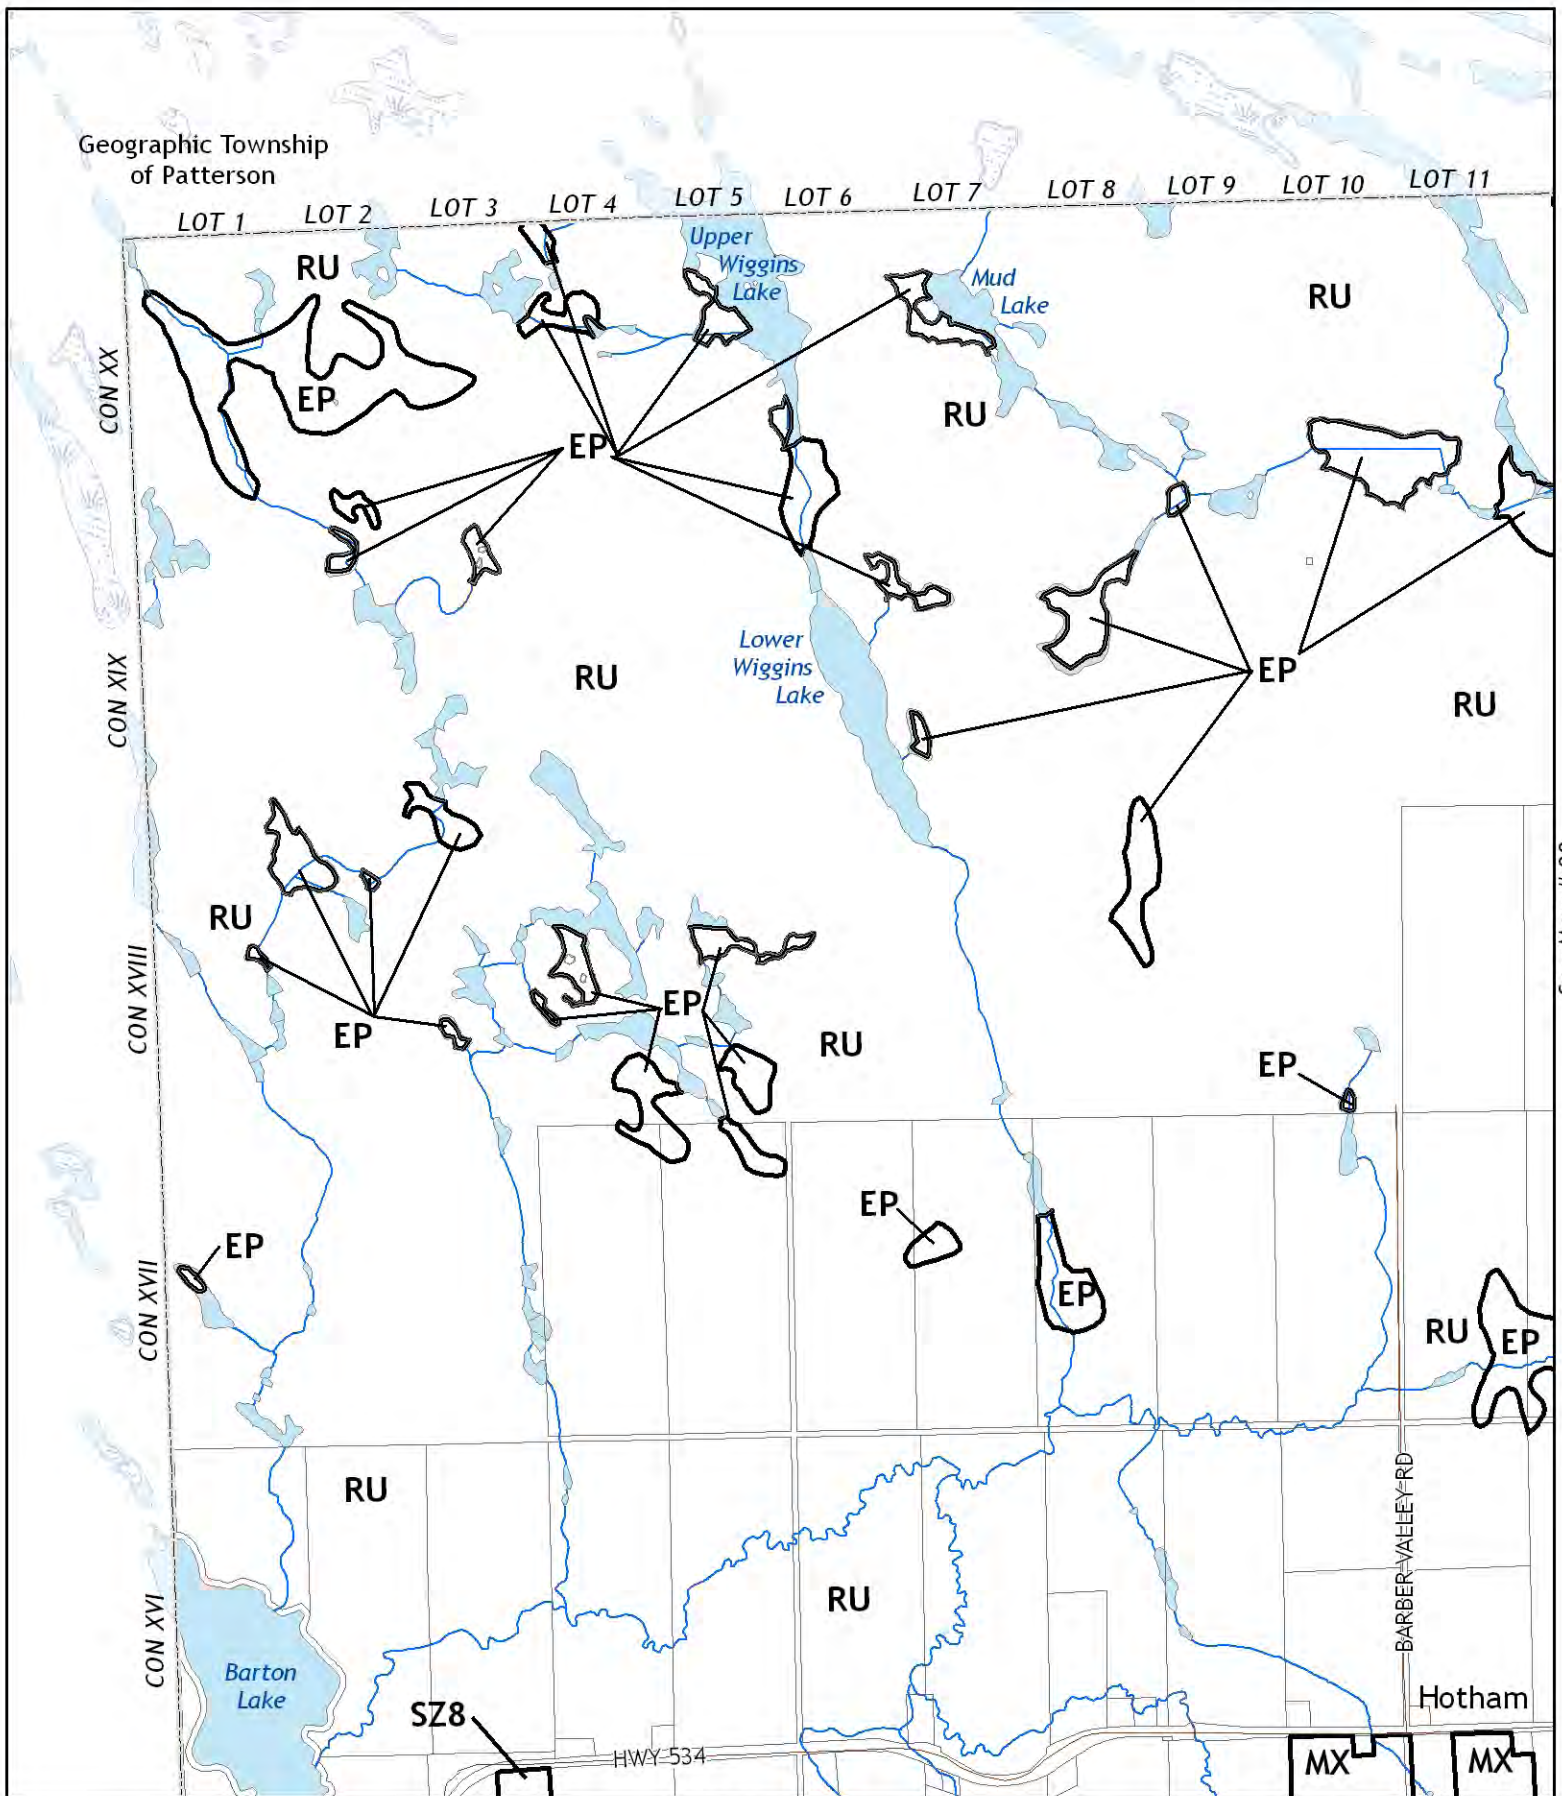 Geographic Township
of Patterson
LOT 1
LOT 2
LOT 3
LOT 4
LOT 5
LOT 6
LOT 7
LOT 8
LOT 9
LOT 10
LOT 11
Upper
Wiggins
Lake
RU
Mud
Lake
RU
CON XX
EP
RU
EP
Lower
Wiggins
Lake
RU
EP
RU
CON XIX
RU
CON XVIII
EP
EP
RU
EP
EP
EP
CON XVII
EP
RU
EP
RU
CON XVI
RU
BARBER VALLEY RD
Barton
Lake
SZ8
Hotham
HWY 534
MX
MX